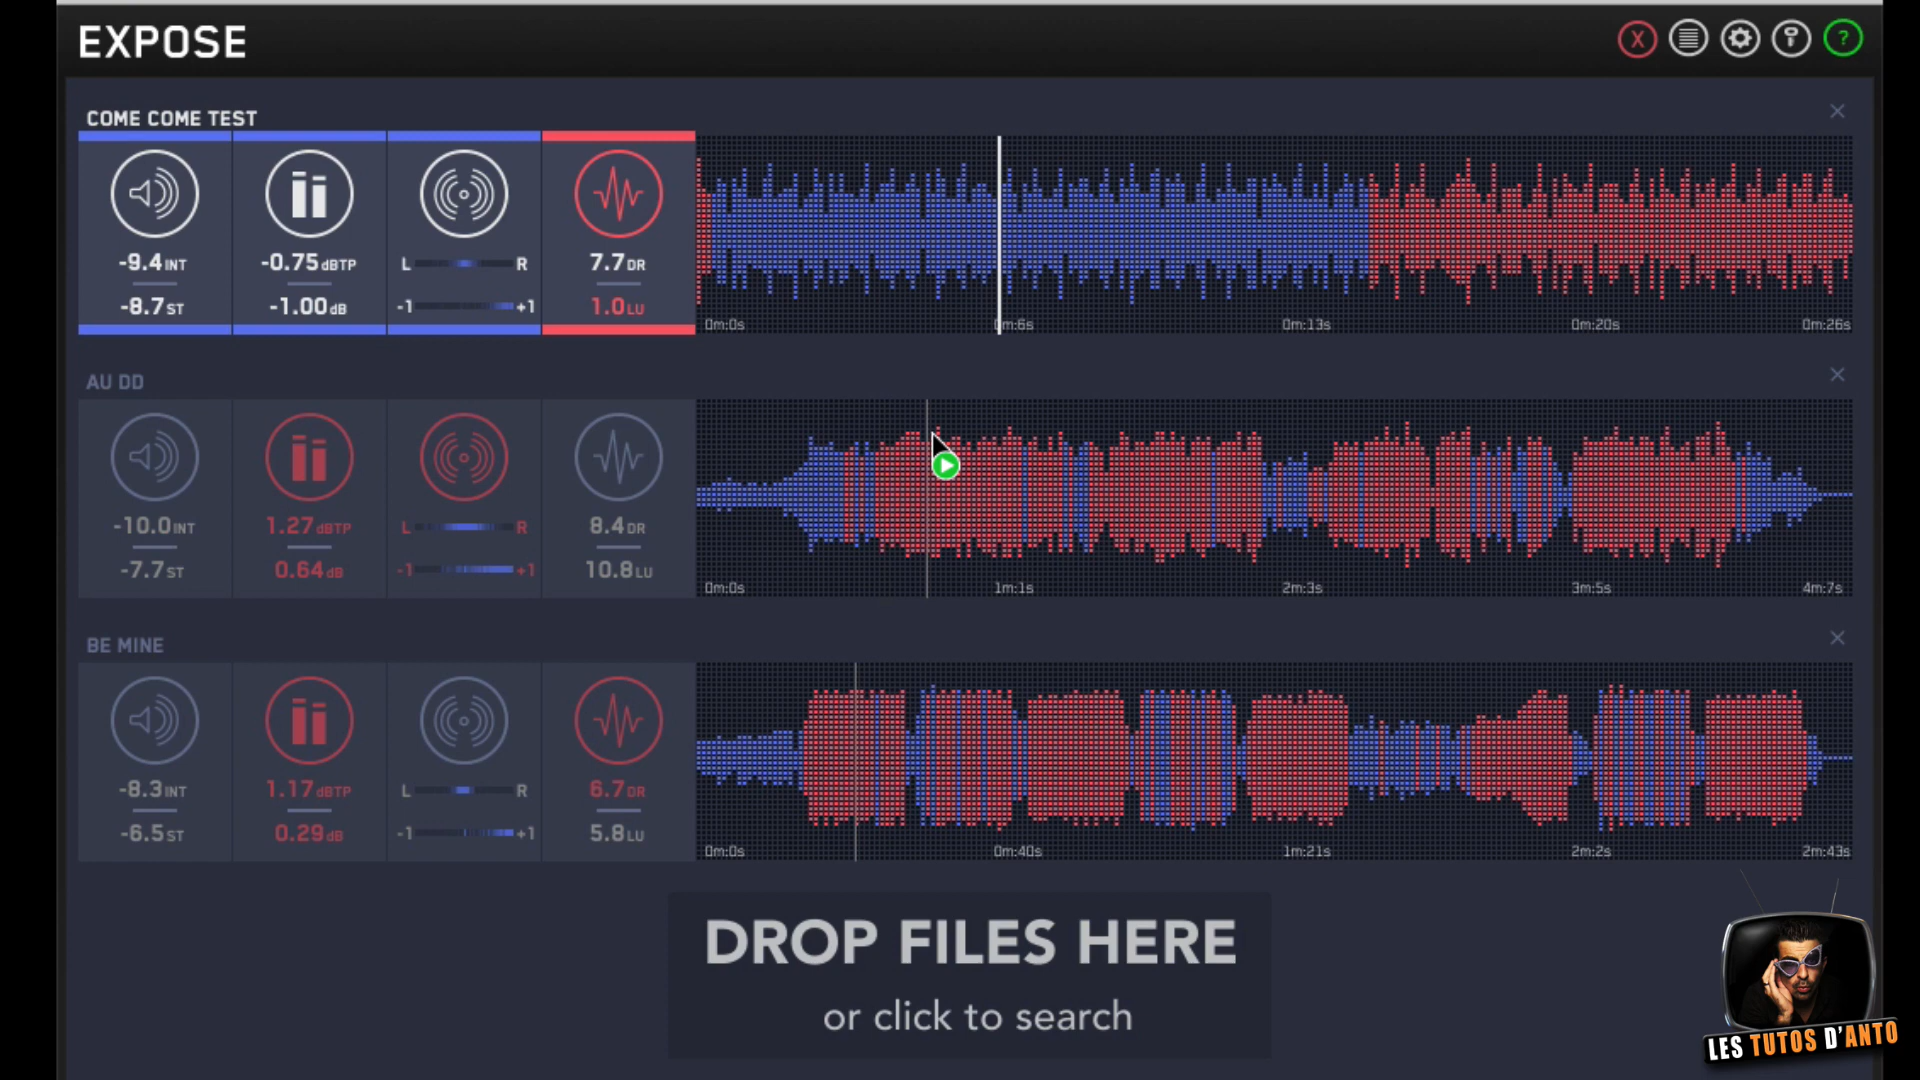 EXPOSE
X
?
COME COME TEST
-9.4 INT
-8.7 ST
-0.75 dBTP
-1.00 dB
L R
-1 +1
7.7 DR
1.0 LU
0m:0s 0m:6s 0m:13s 0m:20s 0m:26s
AU DD
-10.0 INT
-7.7 ST
1.27 dBTP
0.64 dB
L R
-1 +1
8.4 DR
10.8 LU
0m:0s 1m:1s 2m:3s 3m:5s 4m:7s
BE MINE
-8.3 INT
-6.5 ST
1.17 dBTP
0.29 dB
L R
-1 +1
6.7 DR
5.8 LU
0m:0s 0m:40s 1m:21s 2m:2s 2m:43s
DROP FILES HERE
or click to search
LES TUTOS D'ANTO